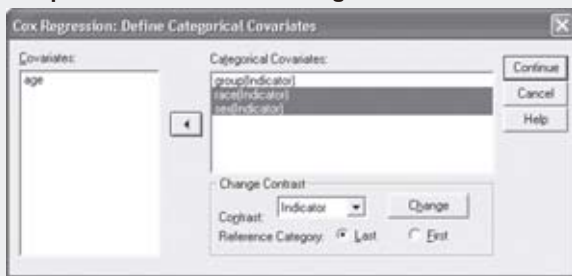 Cox Regression: Define Categorical Covariates
Covariates:
age
Categorical Covariates:
group(Indicator)
race(Indicator)
sex(Indicator)
Continue
Cancel
Help
Change Contrast
Contrast: Indicator Change
Reference Category: Last First